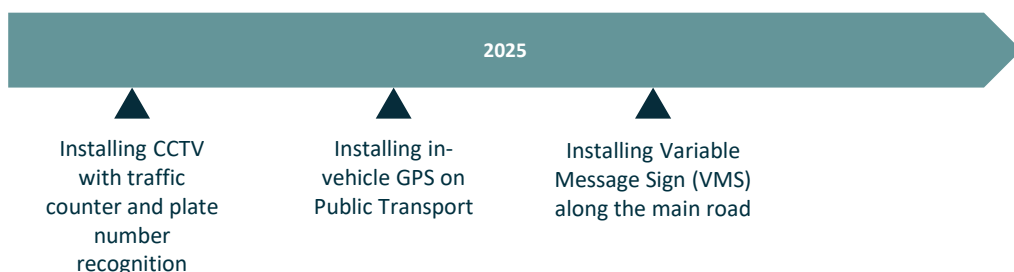 2025
Installing CCTV
with traffic
counter and plate
number
recognition
Installing in-
vehicle GPS on
Public Transport
Installing Variable
Message Sign (VMS)
along the main road